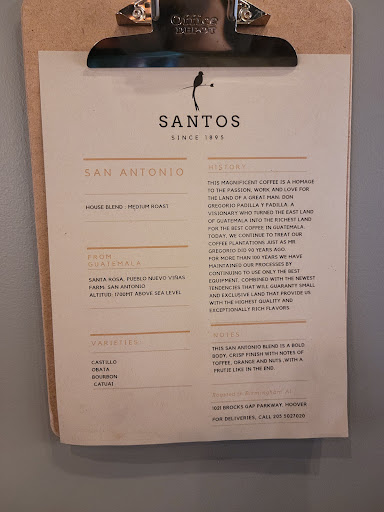 Office
DEPOT
SANTOS
SINCE 1895
SAN ANTONIO
HOUSE BLEND - MEDIUM ROAST
FROM
GUATEMALA
SANTA ROSA, PUEBLO NUEVO VIÑAS
FARM: SAN ANTONIO
ALTITUD: 1700MT ABOVE SEA LEVEL
VARIETIES
CASTILLO
OBATA
BOURBON
CATUAI
HISTORY
THIS MAGNIFICENT COFFEE IS A HOMAGE
TO THE PASSION, WORK AND LOVE FOR
THE LAND OF A GREAT MAN: DON
GREGORIO PADILLA Y PADILLA. A
VISIONARY WHO TURNED THE EAST LAND
OF GUATEMALA INTO THE RICHEST LAND
FOR THE BEST COFFEE IN GUATEMALA.
TODAY, WE CONTINUE TO TREAT OUR
COFFEE PLANTATIONS JUST AS MR.
GREGORIO DID 90 YEARS AGO.
FOR MORE THAN 100 YEARS WE HAVE
MAINTAINED OUR PROCESSES BY
CONTINUING TO USE ONLY THE BEST
EQUIPMENT, COMBINED WITH THE NEWEST
TENDENCIES THAT WILL GUARANTY SMALL
AND EXCLUSIVE LAND THAT PROVIDE US
WITH THE HIGHEST QUALITY AND
EXCEPTIONALLY RICH FLAVORS
NOTES
THIS SAN ANTONIO BLEND IS A BOLD
BODY, CRISP FINISH WITH NOTES OF
TOFFEE, ORANGE AND NUTS ,WITH A
FRUTIE LIKE IN THE END.
Roasted in Birmingham, AL
1021 BROCKS GAP PARKWAY, HOOVER
FOR DELIVERIES, CALL 205 5027020